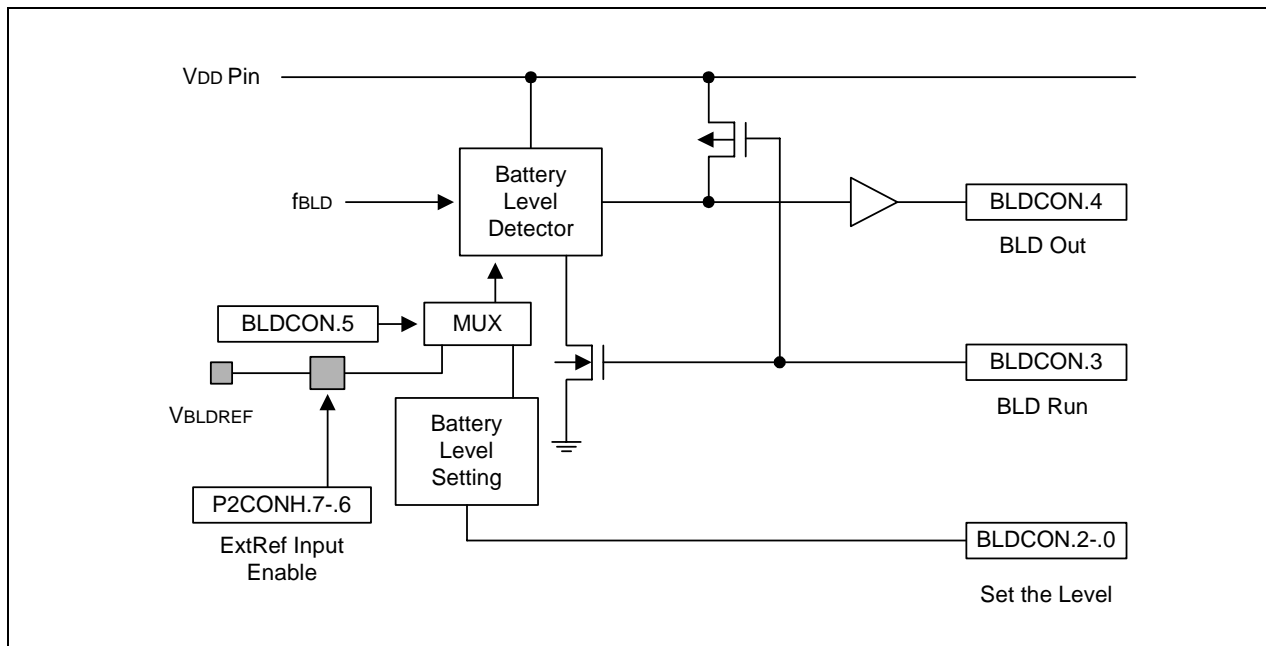 VDD Pin
Battery
Level
Detector
fBLD
BLDCON.4
BLD Out
BLDCON.5
MUX
BLDCON.3
BLD Run
VBLDREF
Battery
Level
Setting
P2CONH.7-.6
ExtRef Input
Enable
BLDCON.2-.0
Set the Level